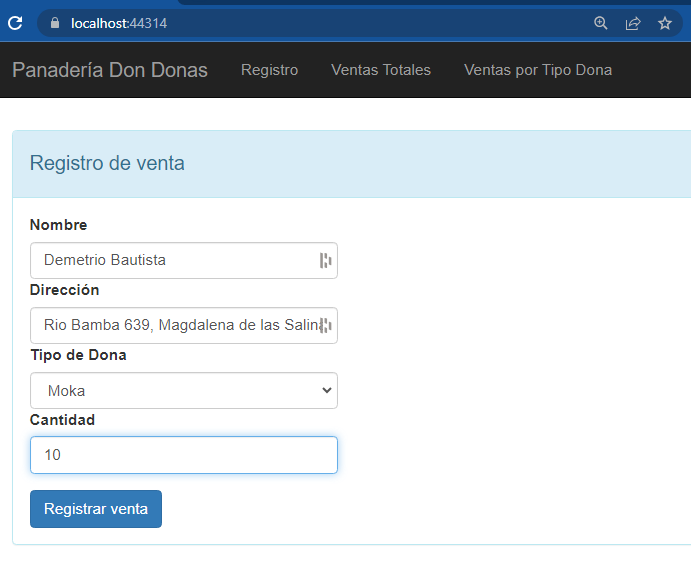 localhost:44314
Panadería Don Donas Registro Ventas Totales Ventas por Tipo Dona
Registro de venta
Nombre
Demetrio Bautista
Dirección
Rio Bamba 639, Magdalena de las Salina
Tipo de Dona
Moka
Cantidad
10
Registrar venta